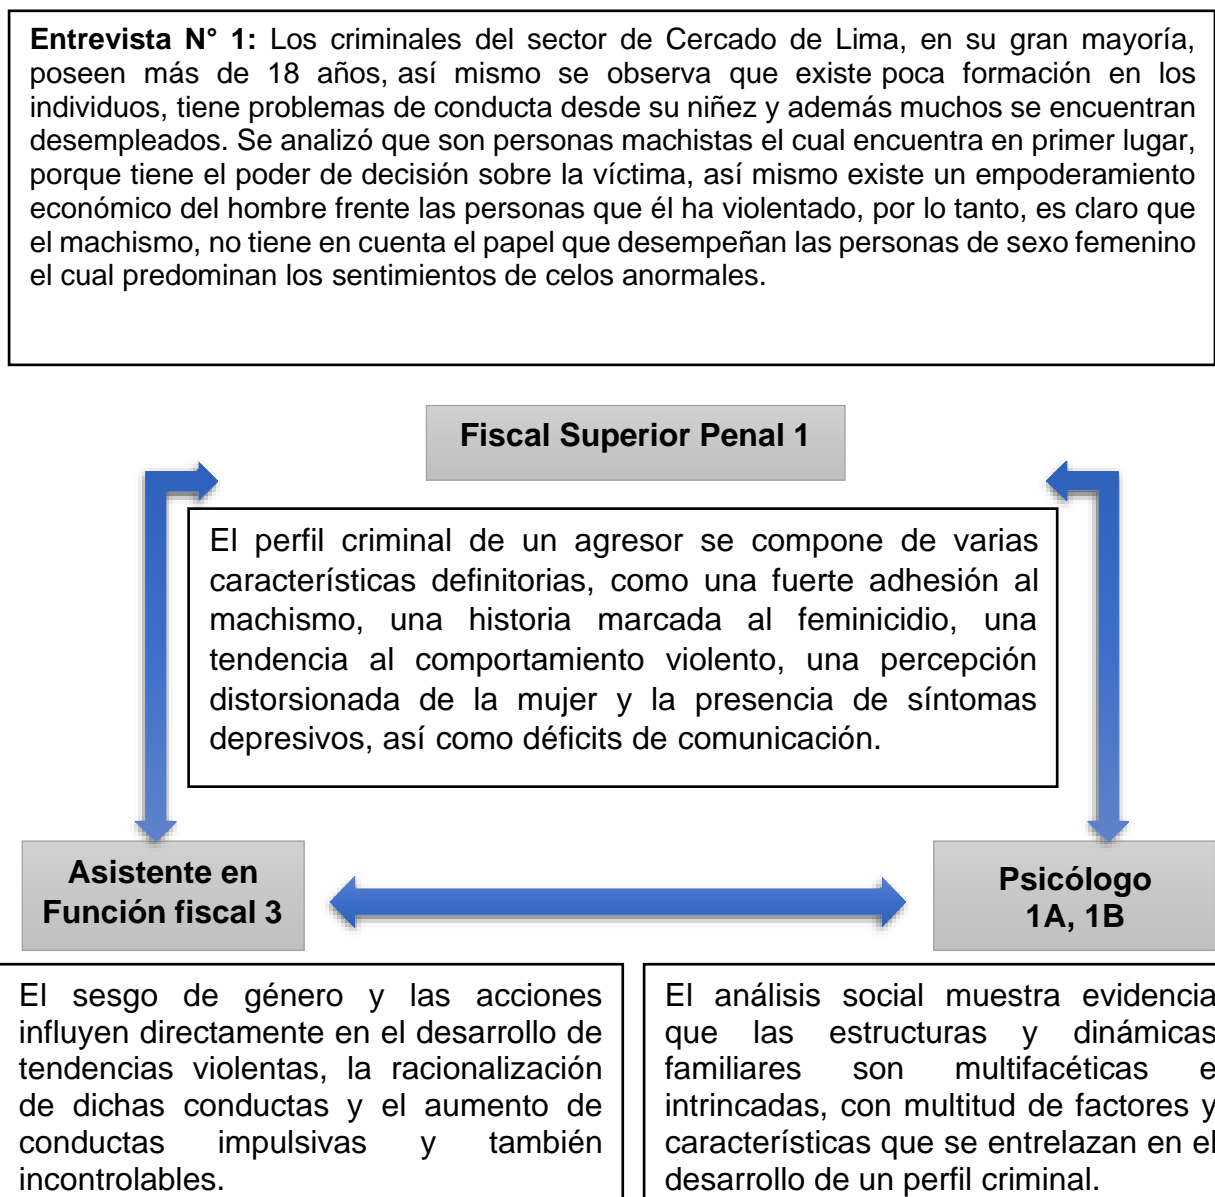 Entrevista N° 1: Los criminales del sector de Cercado de Lima, en su gran mayoría,
poseen más de 18 años, así mismo se observa que existe poca formación en los
individuos, tiene problemas de conducta desde su niñez y además muchos se encuentran
desempleados. Se analizó que son personas machistas el cual encuentra en primer lugar,
porque tiene el poder de decisión sobre la víctima, así mismo existe un empoderamiento
económico del hombre frente las personas que él ha violentado, por lo tanto, es claro que
el machismo, no tiene en cuenta el papel que desempeñan las personas de sexo femenino
el cual predominan los sentimientos de celos anormales.
Fiscal Superior Penal 1
El perfil criminal de un agresor se compone de varias
características definitorias, como una fuerte adhesión al
machismo, una historia marcada al feminicidio, una
tendencia al comportamiento violento, una percepción
distorsionada de la mujer y la presencia de síntomas
depresivos, así como déficits de comunicación.
Asistente en
Función fiscal 3
Psicólogo
1A, 1B
El sesgo de género y las acciones
influyen directamente en el desarrollo de
tendencias violentas, la racionalización
de dichas conductas y el aumento de
conductas impulsivas y también
incontrolables.
El análisis social muestra evidencia
que las estructuras y dinámicas
familiares son multifacéticas e
intrincadas, con multitud de factores y
características que se entrelazan en el
desarrollo de un perfil criminal.